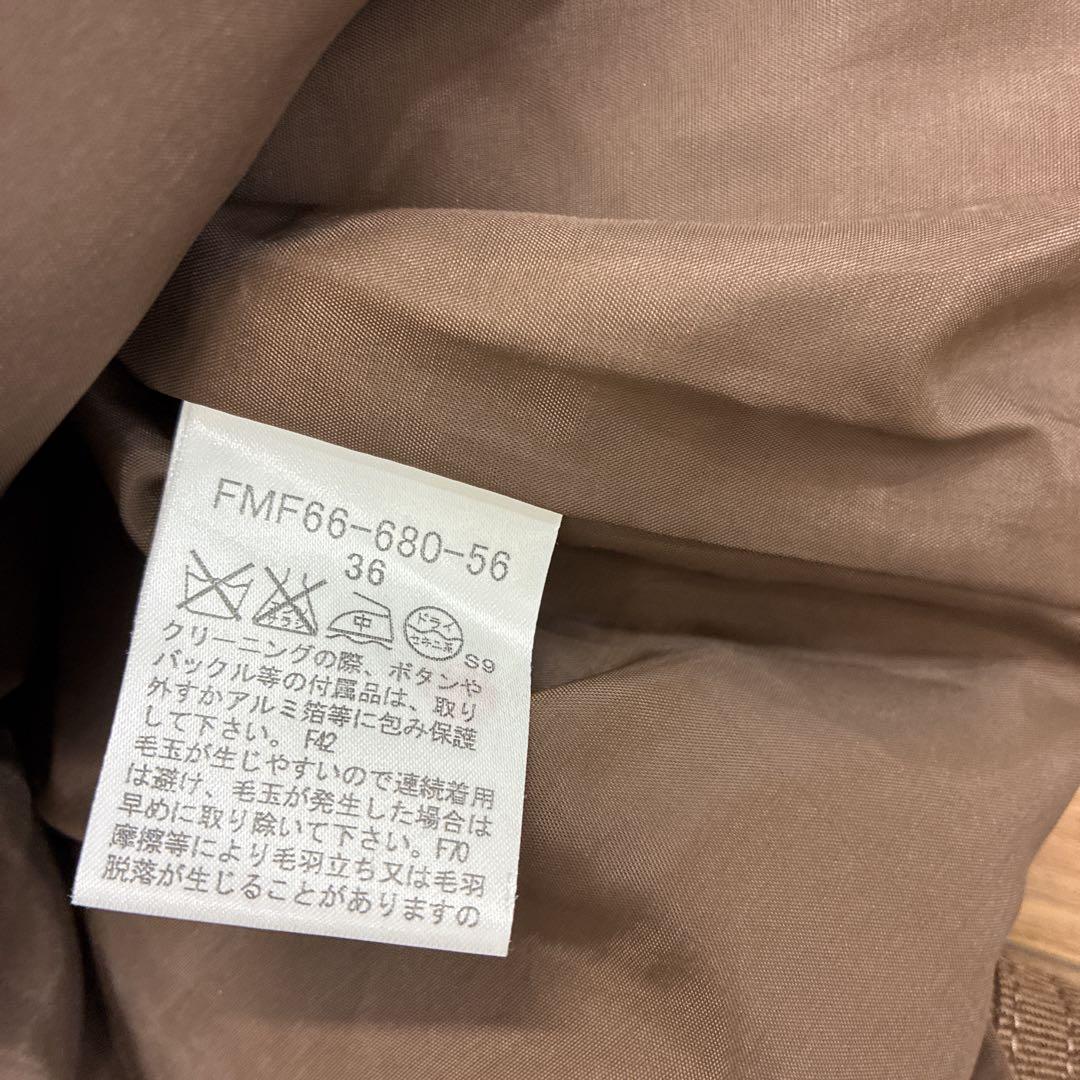 FMF66-680-56
36
中
ドライ
セキユ系
S9
クリーニングの際、ボタンや
バックル等の付属品は、取り
外すかアルミ箔等に包み保護
して下さい。 F42
毛玉が生じやすいので連続着用
は避け、毛玉が発生した場合は
早めに取り除いて下さい。F70
摩擦等により毛羽立ち又は毛羽
脱落が生じることがありますの